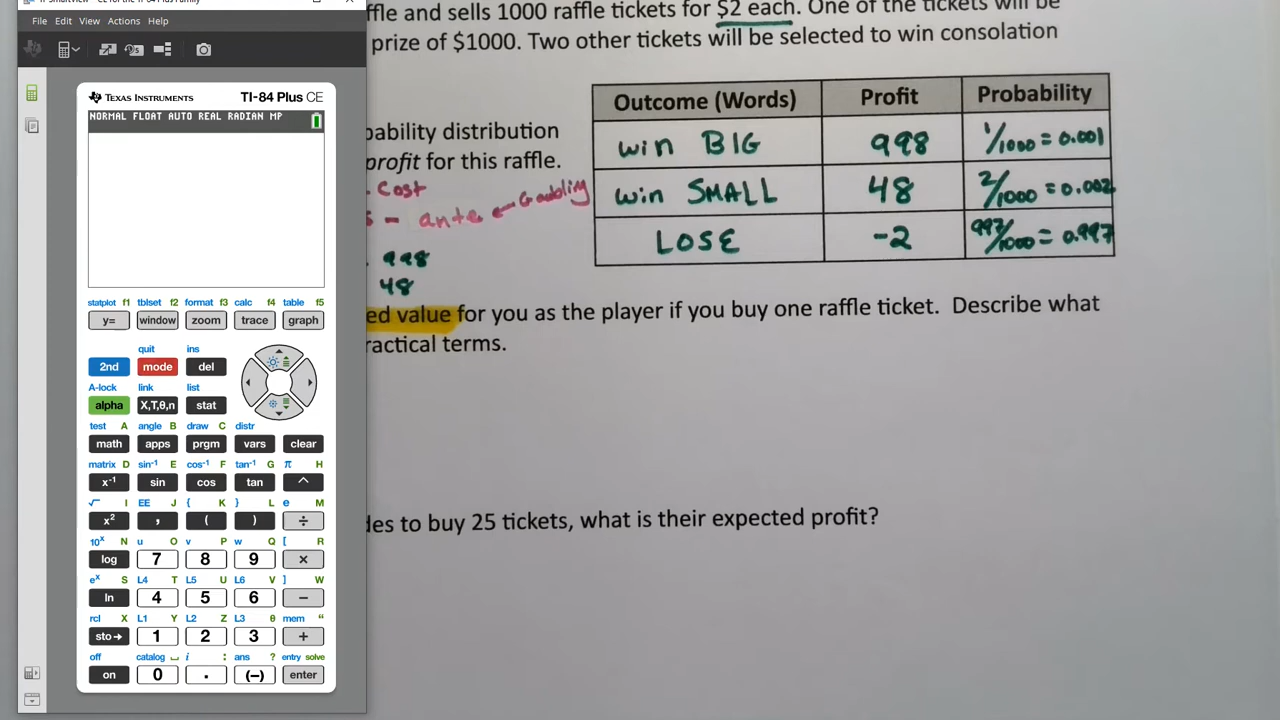 File View Actions Help
TEXAS INSTRUMENTS TI-84 Plus CE
NORMAL FLOAT AUTO REAL RADIAN MP
statplot f1 tblset f2 format f3 calc f4 table f5
y= window zoom trace graph
quit ins
2nd mode del
A-lock link list
alpha X,T,θ,n stat
test A angle B draw C distr
math apps prgm vars clear
matrix D sin⁻¹ E cos⁻¹ F tan⁻¹ G π H
x⁻¹ sin cos tan ^
√ I EE J { K } L e M
x² , ( ) ÷
10ˣ N u O v P w Q [ R
log 7 8 9 ×
eˣ S L4 T L5 U L6 V ] W
ln 4 5 6 −
rcl X L1 Y L2 Z L3 θ mem “
sto→ 1 2 3 +
off catalog ␣ i : ans ? entry solve
on 0 . (−) enter
ffle and sells 1000 raffle tickets for $2 each. One of the tickets will be
prize of $1000. Two other tickets will be selected to win consolation
Outcome (Words) Profit Probability
win BIG 998 1/1000 = 0.001
win SMALL 48 2/1000 = 0.002
LOSE -2 997/1000 = 0.997
bability distribution
profit for this raffle.
- Cost
s - ante ← Gambling
998
48
ed value for you as the player if you buy one raffle ticket. Describe what
ractical terms.
des to buy 25 tickets, what is their expected profit?